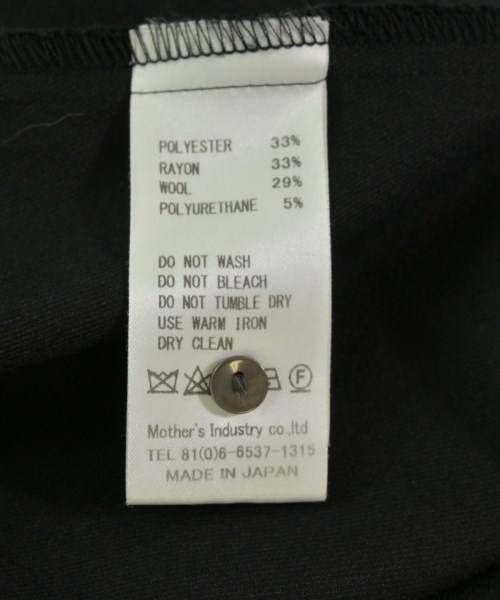 POLYESTER 33%
RAYON 33%
WOOL 29%
POLYURETHANE 5%
DO NOT WASH
DO NOT BLEACH
DO NOT TUMBLE DRY
USE WARM IRON
DRY CLEAN
F
Mother's Industry co.,ltd
TEL 81(0)6-6537-1315
MADE IN JAPAN